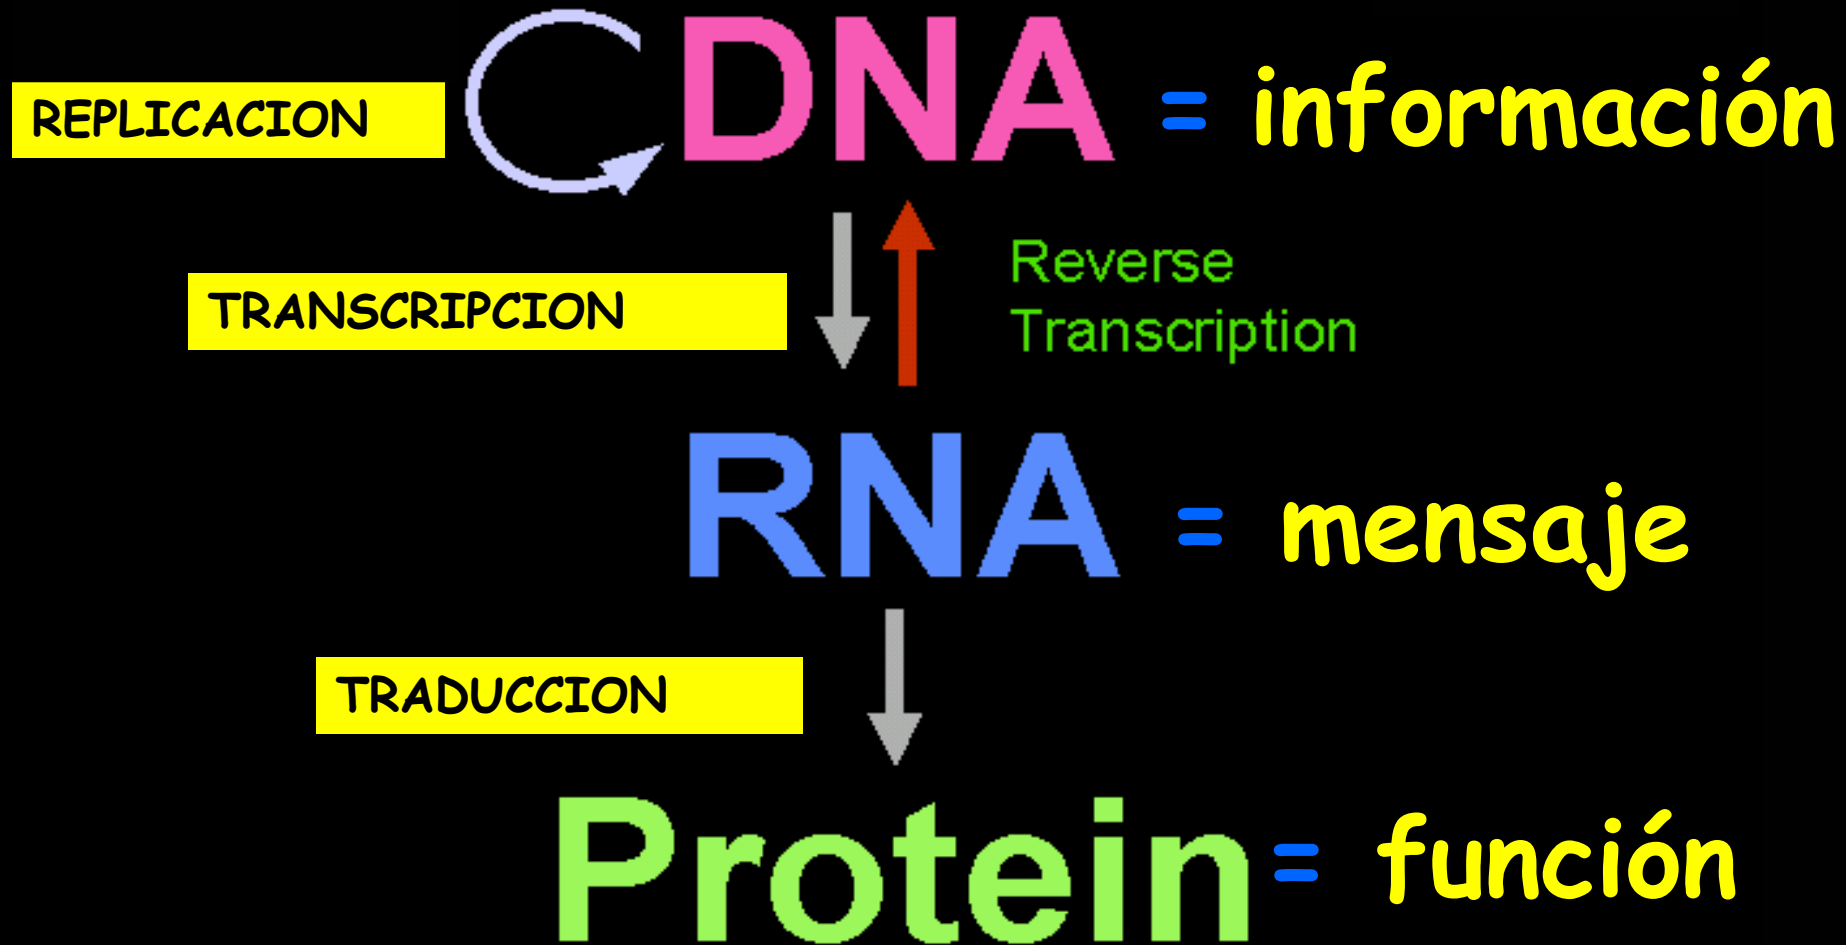 DNA = información
REPLICACION
Reverse
TRANSCRIPCION
Transcription
RNA = mensaje
TRADUCCION
Protein = función